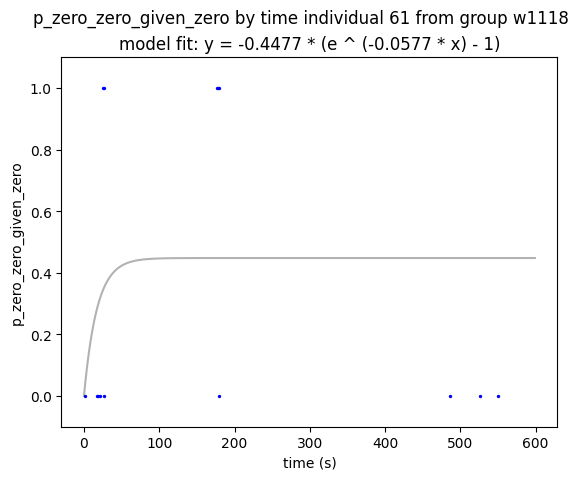 p_zero_zero_given_zero by time individual 61 from group w1118
model fit: y = -0.4477 * (e ^ (-0.0577 * x) - 1)
1.0
0.8
0.6
0.4
0.2
0.0
p_zero_zero_given_zero
0 100 200 300 400 500 600
time (s)